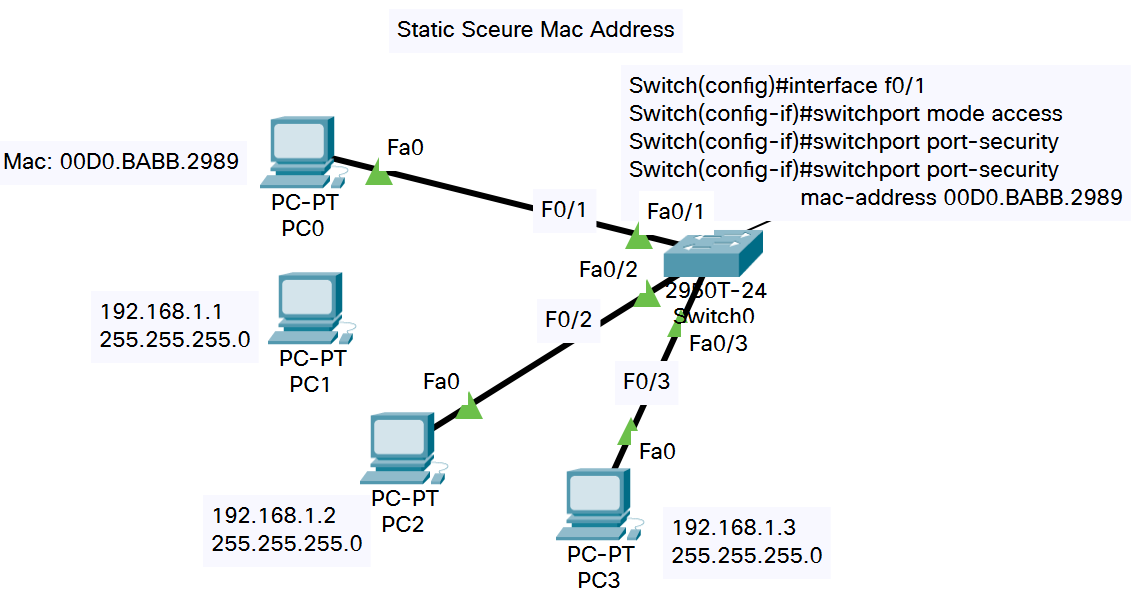 Static Sceure Mac Address
Switch(config)#interface f0/1
Switch(config-if)#switchport mode access
Switch(config-if)#switchport port-security
Switch(config-if)#switchport port-security
mac-address 00D0.BABB.2989
Mac: 00D0.BABB.2989
Fa0
PC-PT
PC0
F0/1
Fa0/1
Fa0/2
2950T-24
Switch0
Fa0/3
192.168.1.1
255.255.255.0
PC-PT
PC1
F0/2
F0/3
Fa0
PC-PT
PC2
192.168.1.2
255.255.255.0
Fa0
PC-PT
PC3
192.168.1.3
255.255.255.0